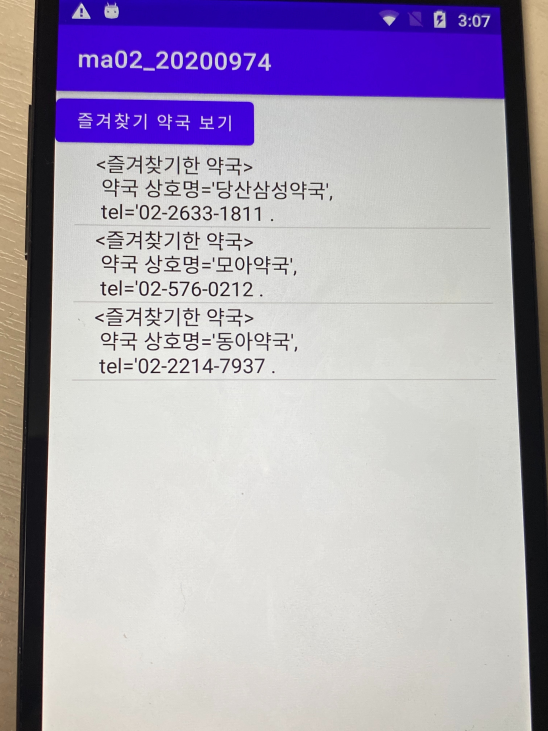 3:07
ma02_20200974
즐겨찾기 약국 보기
<즐겨찾기한 약국>
약국 상호명='당산삼성약국',
tel='02-2633-1811 .
<즐겨찾기한 약국>
약국 상호명='모아약국',
tel='02-576-0212 .
<즐겨찾기한 약국>
약국 상호명='동아약국',
tel='02-2214-7937 .